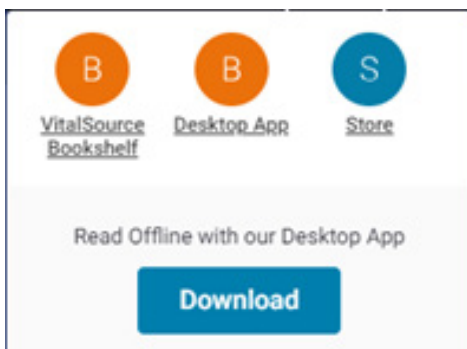 B B S
VitalSource Desktop App Store
Bookshelf
Read Offline with our Desktop App
Download